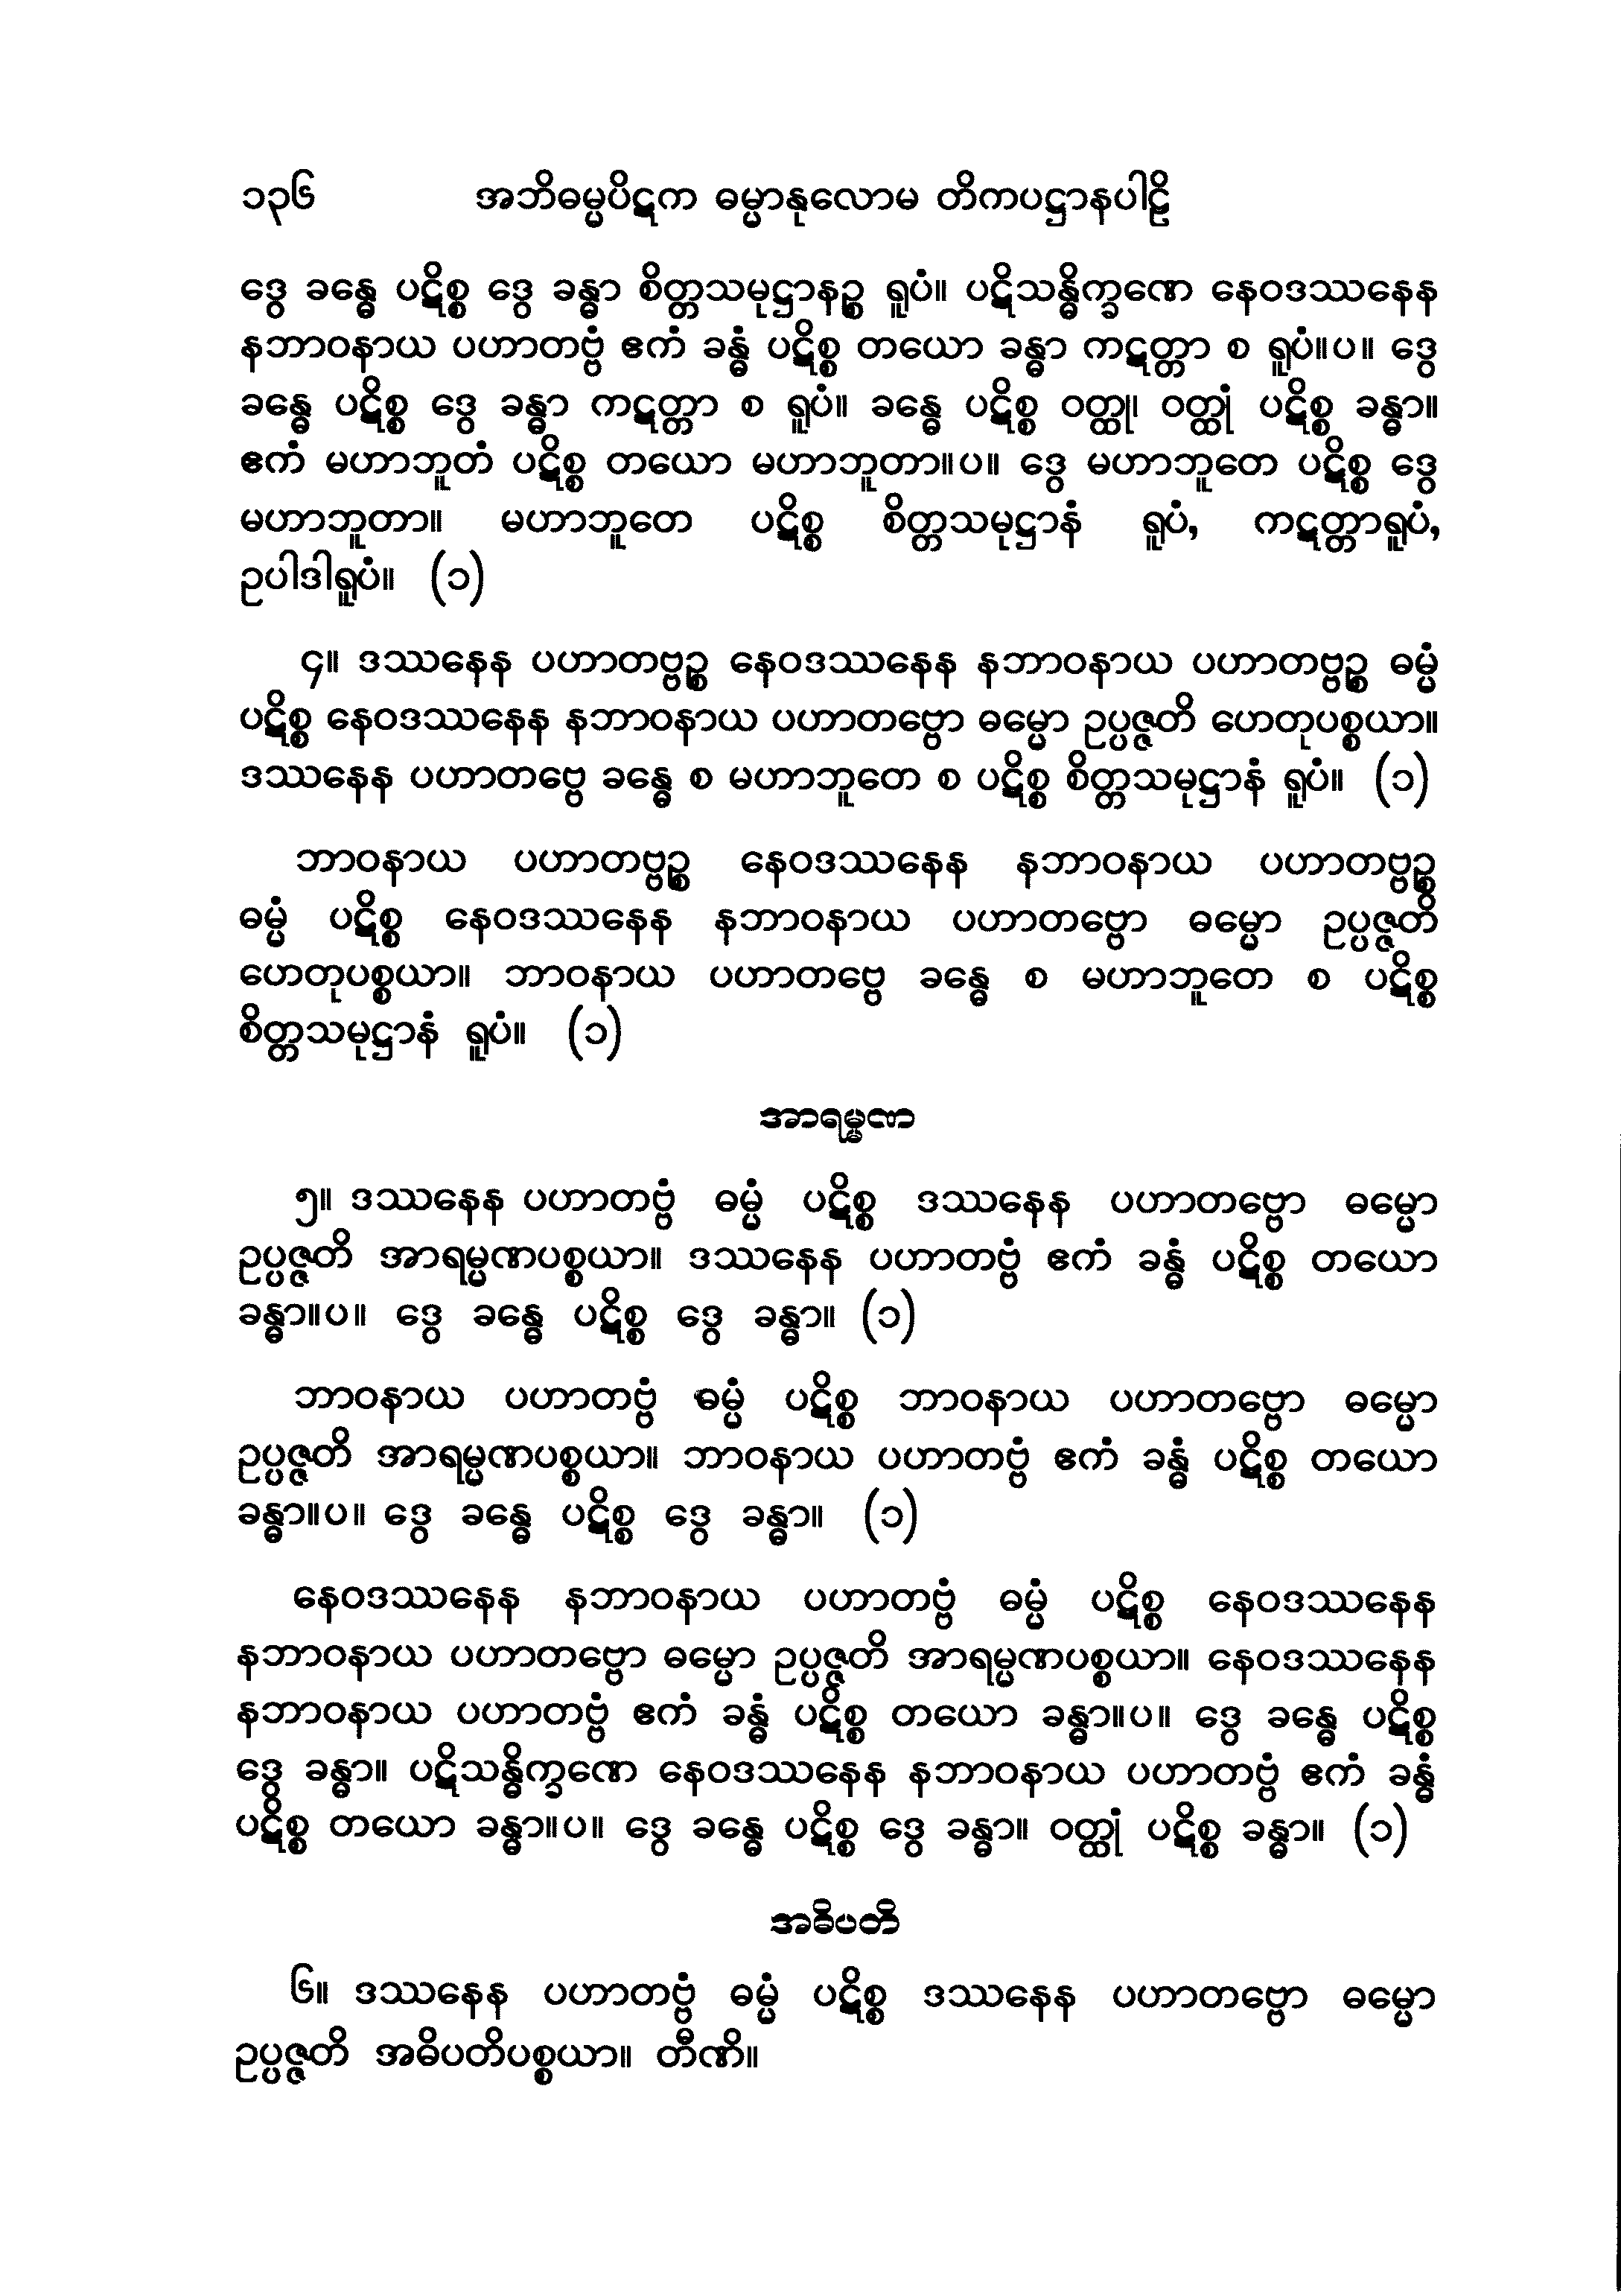 ၁၃၆ အဘိဓမ္မပိဋက ဓမ္မာနုလောမ တိကပဋ္ဌာနပါဠိ
ဒွေ ခန္ဓေ ပဋိစ္စ ဒွေ ခန္ဓာ စိတ္တသမုဋ္ဌာနဉ္စ ရူပံ။ ပဋိသန္ဓိက္ခဏေ နေဝဒဿနေန
နဘာဝနာယ ပဟာတဗ္ဗံ ဧကံ ခန္ဓံ ပဋိစ္စ တယော ခန္ဓာ ကဋတ္တာ စ ရူပံ။ပ။ ဒွေ
ခန္ဓေ ပဋိစ္စ ဒွေ ခန္ဓာ ကဋတ္တာ စ ရူပံ။ ခန္ဓေ ပဋိစ္စ ဝတ္ထု၊ ဝတ္ထုံ ပဋိစ္စ ခန္ဓာ။
ဧကံ မဟာဘူတံ ပဋိစ္စ တယော မဟာဘူတာ။ပ။ ဒွေ မဟာဘူတေ ပဋိစ္စ ဒွေ
မဟာဘူတာ။ မဟာဘူတေ ပဋိစ္စ စိတ္တသမုဋ္ဌာနံ ရူပံ, ကဋတ္တာရူပံ,
ဥပါဒါရူပံ။ (၁)
၄။ ဒဿနေန ပဟာတဗ္ဗဉ္စ နေဝဒဿနေန နဘာဝနာယ ပဟာတဗ္ဗဉ္စ ဓမ္မံ
ပဋိစ္စ နေဝဒဿနေန နဘာဝနာယ ပဟာတဗ္ဗော ဓမ္မော ဥပ္ပဇ္ဇတိ ဟေတုပစ္စယာ။
ဒဿနေန ပဟာတဗ္ဗေ ခန္ဓေ စ မဟာဘူတေ စ ပဋိစ္စ စိတ္တသမုဋ္ဌာနံ ရူပံ။ (၁)
ဘာဝနာယ ပဟာတဗ္ဗဉ္စ နေဝဒဿနေန နဘာဝနာယ ပဟာတဗ္ဗဉ္စ
ဓမ္မံ ပဋိစ္စ နေဝဒဿနေန နဘာဝနာယ ပဟာတဗ္ဗော ဓမ္မော ဥပ္ပဇ္ဇတိ
ဟေတုပစ္စယာ။ ဘာဝနာယ ပဟာတဗ္ဗေ ခန္ဓေ စ မဟာဘူတေ စ ပဋိစ္စ
စိတ္တသမုဋ္ဌာနံ ရူပံ။ (၁)
အာရမ္မဏ
၅။ ဒဿနေန ပဟာတဗ္ဗံ ဓမ္မံ ပဋိစ္စ ဒဿနေန ပဟာတဗ္ဗော ဓမ္မော
ဥပ္ပဇ္ဇတိ အာရမ္မဏပစ္စယာ။ ဒဿနေန ပဟာတဗ္ဗံ ဧကံ ခန္ဓံ ပဋိစ္စ တယော
ခန္ဓာ။ပ။ ဒွေ ခန္ဓေ ပဋိစ္စ ဒွေ ခန္ဓာ။ (၁)
ဘာဝနာယ ပဟာတဗ္ဗံ ဓမ္မံ ပဋိစ္စ ဘာဝနာယ ပဟာတဗ္ဗော ဓမ္မော
ဥပ္ပဇ္ဇတိ အာရမ္မဏပစ္စယာ။ ဘာဝနာယ ပဟာတဗ္ဗံ ဧကံ ခန္ဓံ ပဋိစ္စ တယော
ခန္ဓာ။ပ။ ဒွေ ခန္ဓေ ပဋိစ္စ ဒွေ ခန္ဓာ။ (၁)
နေဝဒဿနေန နဘာဝနာယ ပဟာတဗ္ဗံ ဓမ္မံ ပဋိစ္စ နေဝဒဿနေန
နဘာဝနာယ ပဟာတဗ္ဗော ဓမ္မော ဥပ္ပဇ္ဇတိ အာရမ္မဏပစ္စယာ။ နေဝဒဿနေန
နဘာဝနာယ ပဟာတဗ္ဗံ ဧကံ ခန္ဓံ ပဋိစ္စ တယော ခန္ဓာ။ပ။ ဒွေ ခန္ဓေ ပဋိစ္စ
ဒွေ ခန္ဓာ။ ပဋိသန္ဓိက္ခဏေ နေဝဒဿနေန နဘာဝနာယ ပဟာတဗ္ဗံ ဧကံ ခန္ဓံ
ပဋိစ္စ တယော ခန္ဓာ။ပ။ ဒွေ ခန္ဓေ ပဋိစ္စ ဒွေ ခန္ဓာ။ ဝတ္ထုံ ပဋိစ္စ ခန္ဓာ။ (၁)
အဓိပတိ
၆။ ဒဿနေန ပဟာတဗ္ဗံ ဓမ္မံ ပဋိစ္စ ဒဿနေန ပဟာတဗ္ဗော ဓမ္မော
ဥပ္ပဇ္ဇတိ အဓိပတိပစ္စယာ။ တီဏိ။